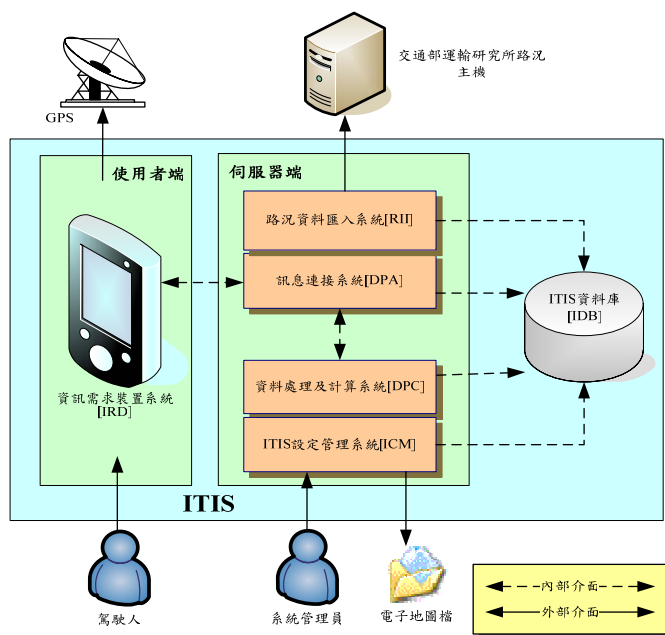 交通部運輸研究所路況
主機
GPS
使用者端
伺服器端
路況資料匯入系統[RII]
訊息連接系統[DPA]
ITIS資料庫
[IDB]
資料處理及計算系統[DPC]
資訊需求裝置系統
[IRD]
ITIS設定管理系統[ICM]
ITIS
駕駛人
系統管理員
電子地圖檔
內部介面
外部介面